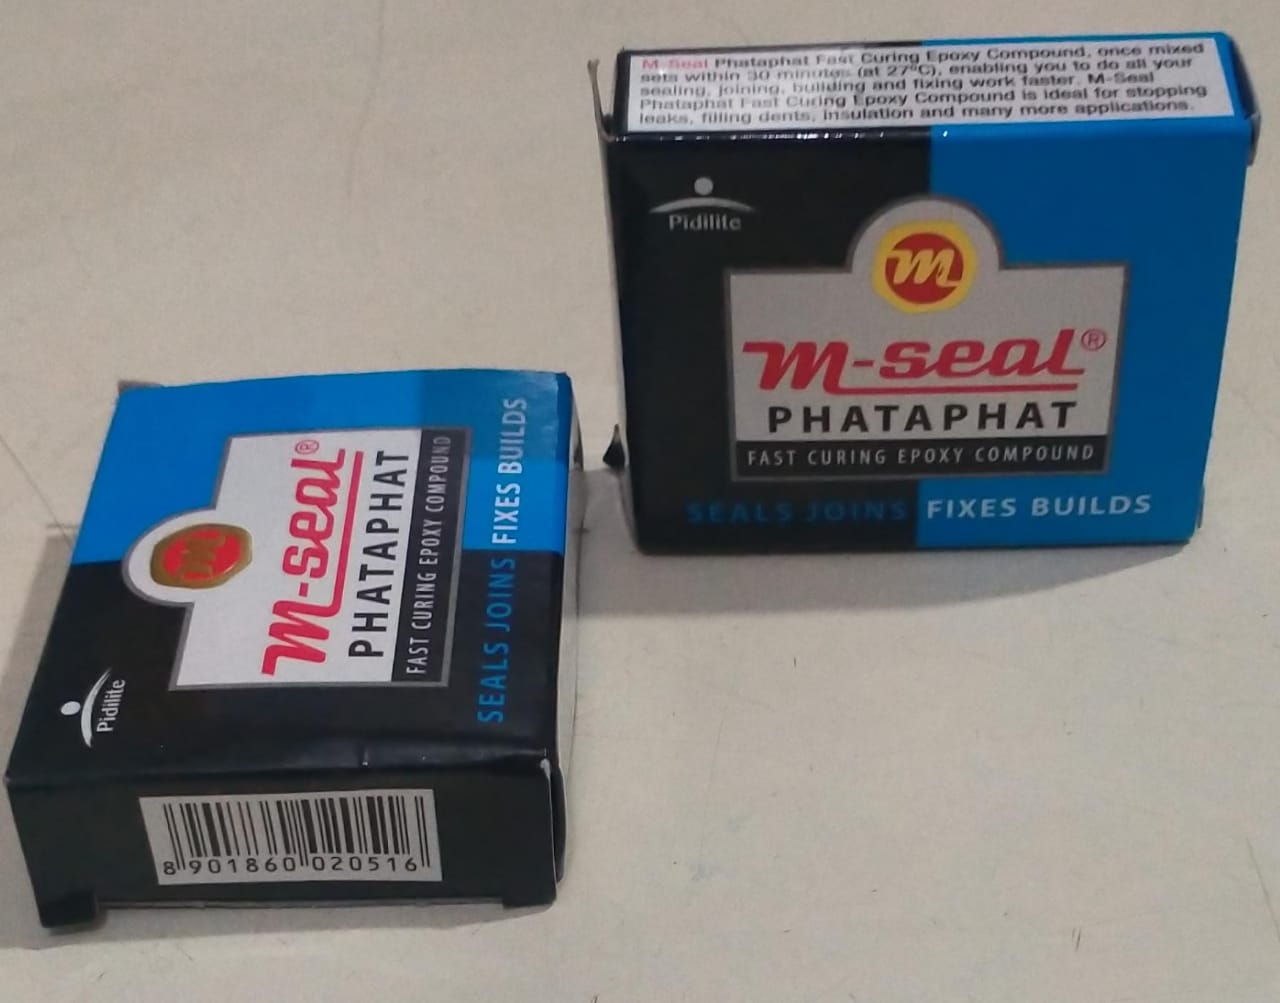 M-Seal Phataphat Fast Curing Epoxy Compound, once mixed
sets within 30 minutes (at 27°C), enabling you to do all your
sealing, joining, building and fixing work faster. M-Seal
Phataphat Fast Curing Epoxy Compound is ideal for stopping
leaks, filling dents, insulation and many more applications.
Pidilite
m
m-seal®
PHATAPHAT
FAST CURING EPOXY COMPOUND
SEALS JOINS FIXES BUILDS
Pidilite
m
m-seal®
PHATAPHAT
FAST CURING EPOXY COMPOUND
SEALS JOINS FIXES BUILDS
8 901860 020516